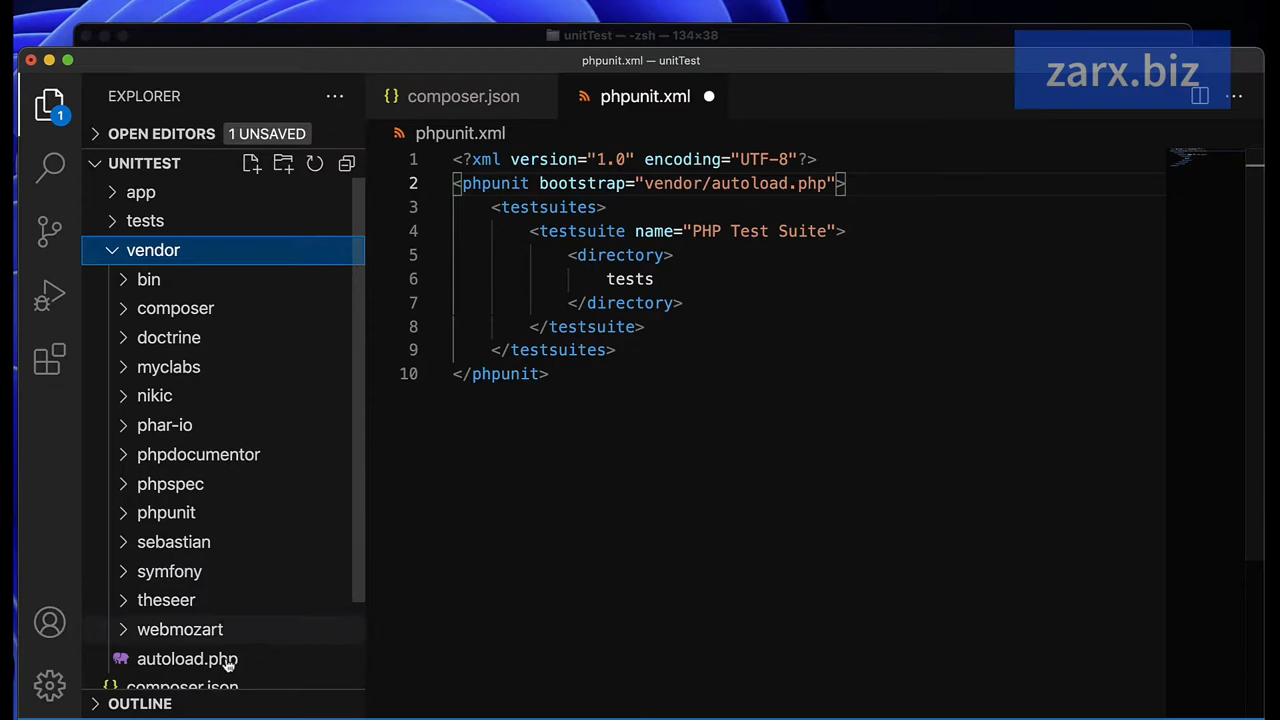 unitTest — -zsh — 134×38
phpunit.xml — unitTest
zarx.biz
EXPLORER
{} composer.json
phpunit.xml
OPEN EDITORS
1 UNSAVED
phpunit.xml
1
UNITTEST
app
tests
vendor
bin
composer
doctrine
myclabs
nikic
phar-io
phpdocumentor
phpspec
phpunit
sebastian
symfony
theseer
webmozart
autoload.php
{} composer.json
OUTLINE
1 <?xml version="1.0" encoding="UTF-8"?>
2 <phpunit bootstrap="vendor/autoload.php">
3 <testsuites>
4 <testsuite name="PHP Test Suite">
5 <directory>
6 tests
7 </directory>
8 </testsuite>
9 </testsuites>
10 </phpunit>